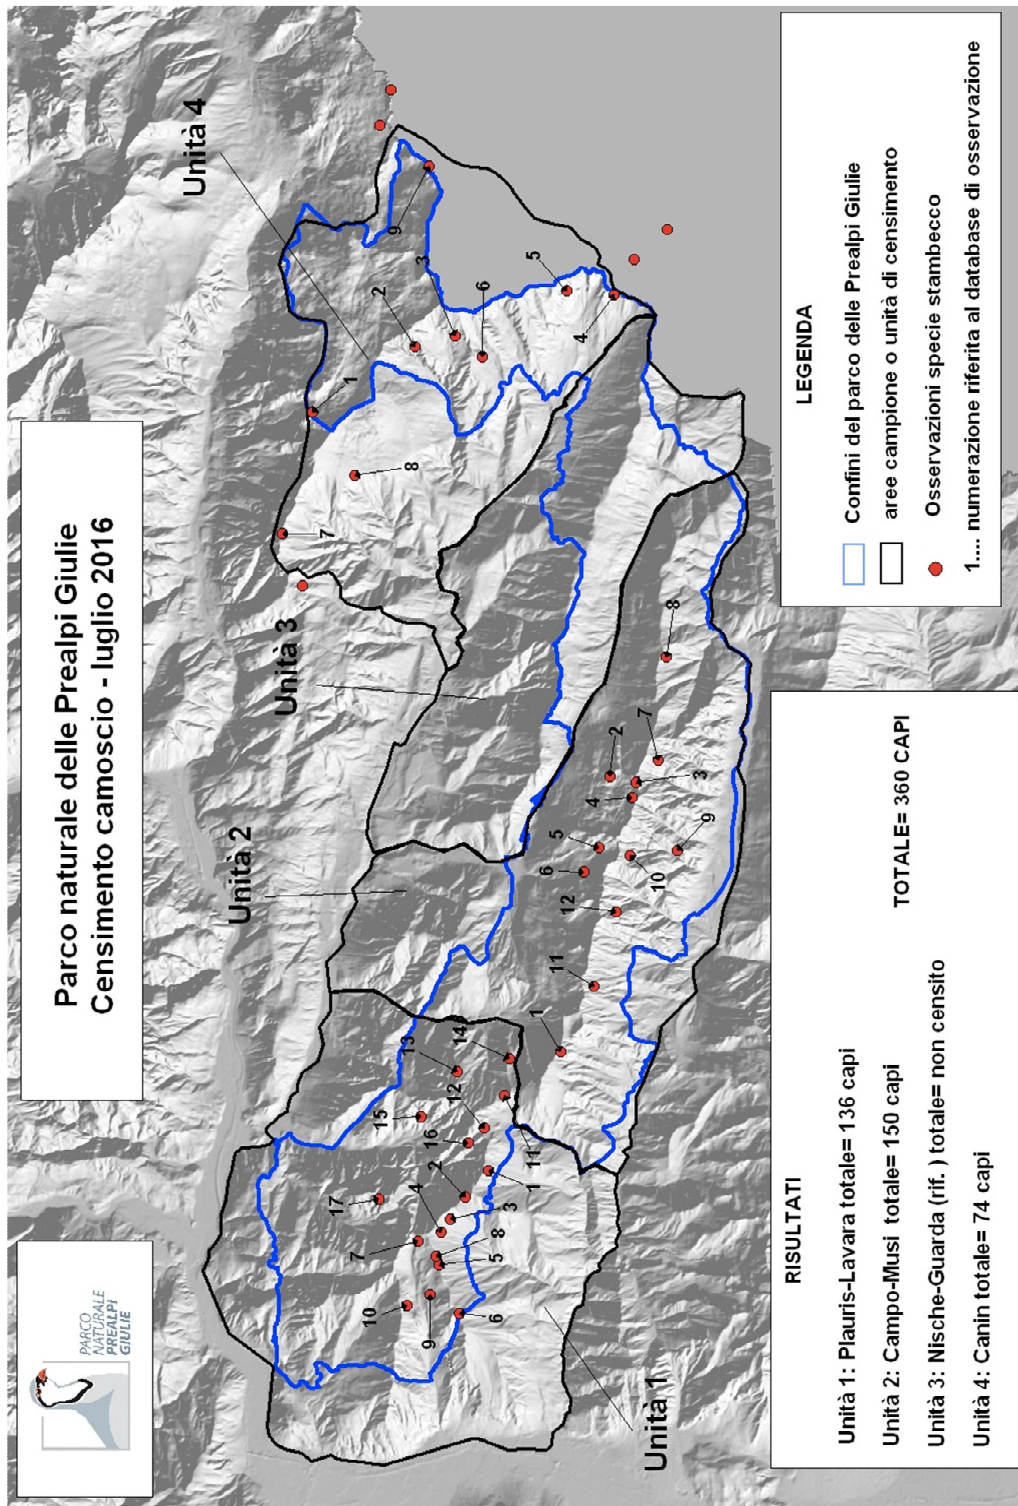 PARCO
NATURALE
PREALPI
GIULIE
Parco naturale delle Prealpi Giulie
Censimento camoscio - luglio 2016
Unità 1
Unità 2
Unità 3
Unità 4
10
9
6
7
5
8
4
3
2
17
1
16
12
11
15
13
14
1
11
12
6
5
10
9
4
3
2
7
8
7
8
1
2
3
6
9
5
4
RISULTATI
Unità 1: Plauris-Lavara totale= 136 capi
Unità 2: Campo-Musi totale= 150 capi
TOTALE= 360 CAPI
Unità 3: Nische-Guarda (rif. ) totale= non censito
Unità 4: Canin totale= 74 capi
LEGENDA
Confini del parco delle Prealpi Giulie
aree campione o unità di censimento
Osservazioni specie stambecco
1.... numerazione riferita al database di osservazione